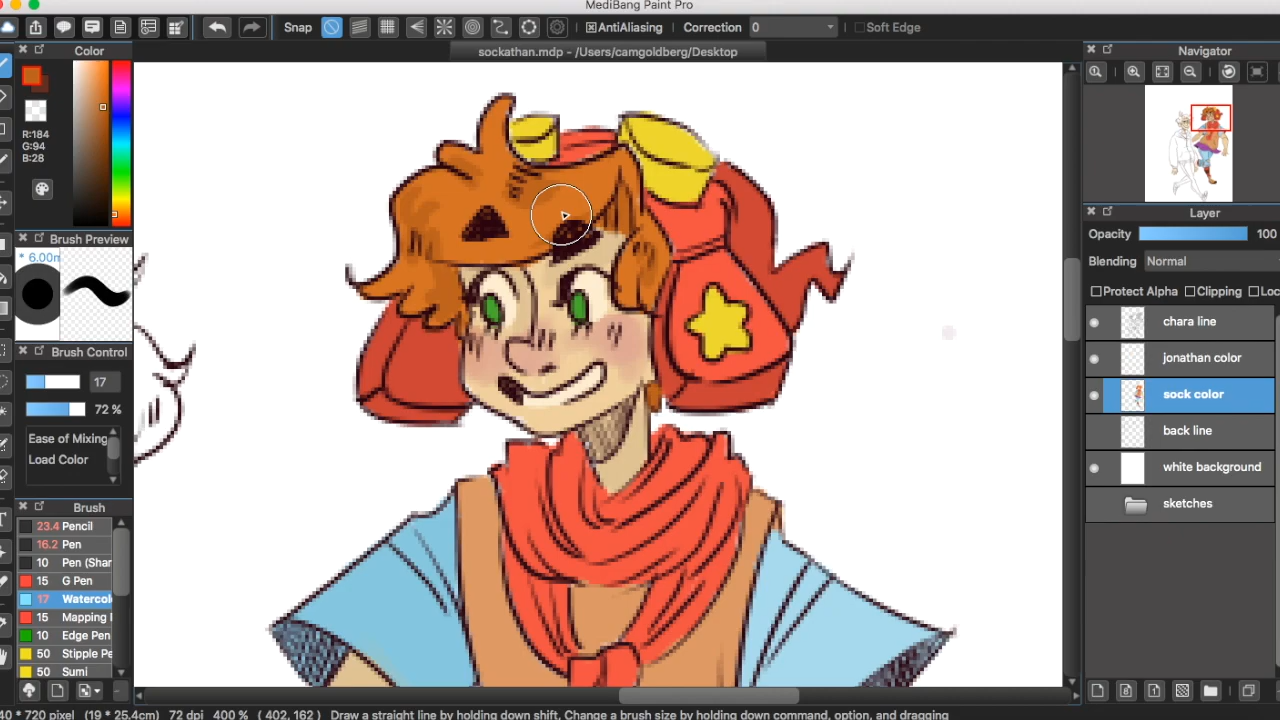 MediBang Paint Pro
Snap
AntiAliasing
Correction 0
Soft Edge
Color
sockathan.mdp - /Users/camgoldberg/Desktop
Navigator
R:184
G:94
B:28
Brush Preview
* 6.00m
Layer
Opacity 100
Blending Normal
Protect Alpha Clipping Loc
chara line
jonathan color
sock color
back line
white background
sketches
Brush Control
17
72 %
Ease of Mixing
Load Color
Brush
23.4 Pencil
16.2 Pen
10 Pen (Shar
15 G Pen
17 Watercol
15 Mapping
10 Edge Pen
50 Stipple Pe
50 Sumi
40 * 720 pixel (19 * 25.4cm) 72 dpi 400 % ( 402, 162 ) Draw a straight line by holding down shift, Change a brush size by holding down command, option, and dragging